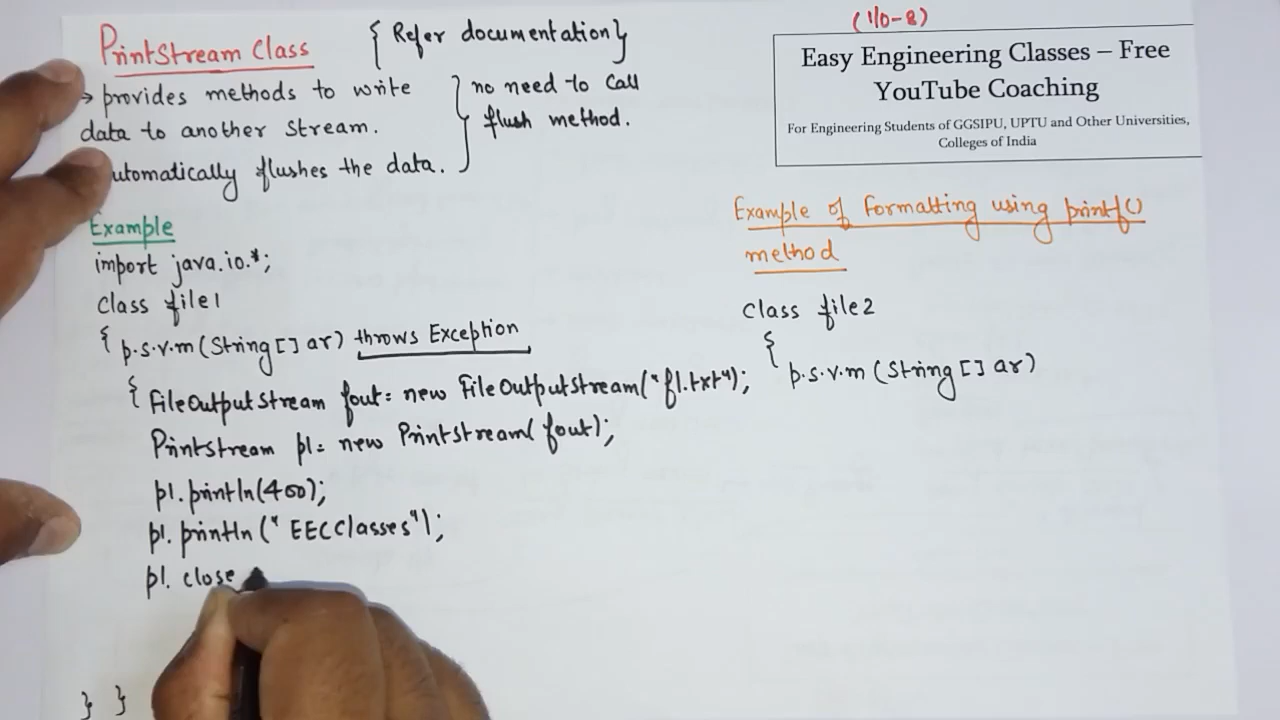 (I/O-8)
PrintStream Class { Refer documentation }
Easy Engineering Classes – Free
YouTube Coaching
For Engineering Students of GGSIPU, UPTU and Other Universities,
Colleges of India
→ provides methods to write
data to another stream.
utomatically flushes the data.
} no need to call
flush method.
Example
import java.io.*;
class file1
{ p.s.v.m (String [] ar) throws Exception
{ FileOutputStream fout = new FileOutputStream("f1.txt");
PrintStream p1 = new PrintStream(fout);
p1.println(400);
p1.println("EECClasses");
p1.close
} }
Example of Formatting using printf()
method
class file2
{
p.s.v.m (String [] ar)